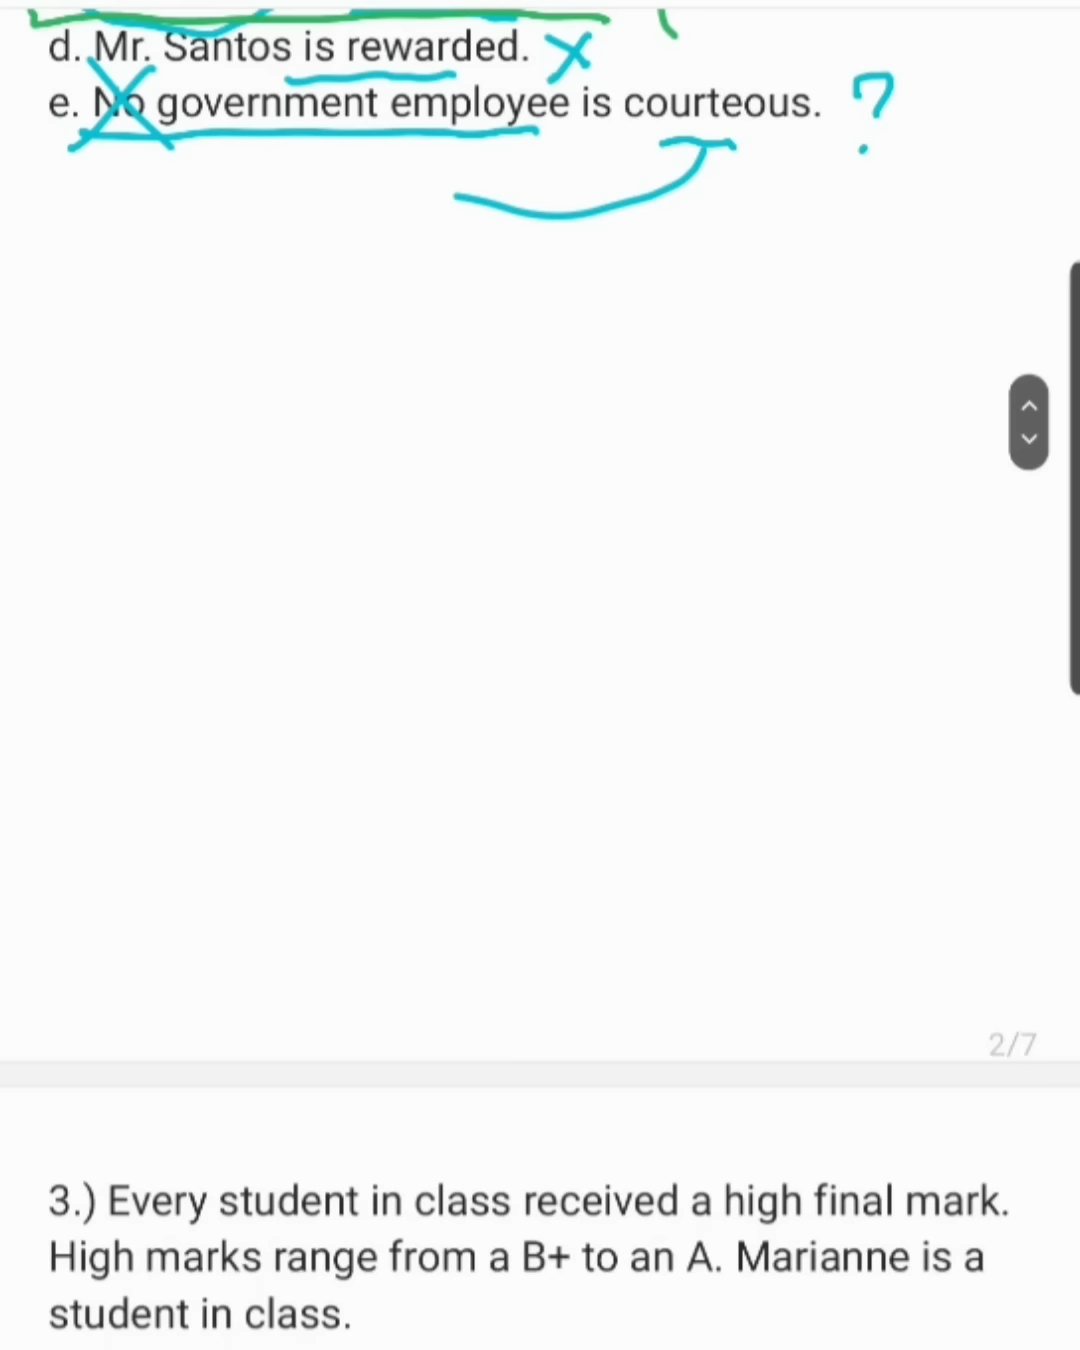 d. Mr. Santos is rewarded. X
e. No government employee is courteous. ?
2/7
3.) Every student in class received a high final mark.
High marks range from a B+ to an A. Marianne is a
student in class.